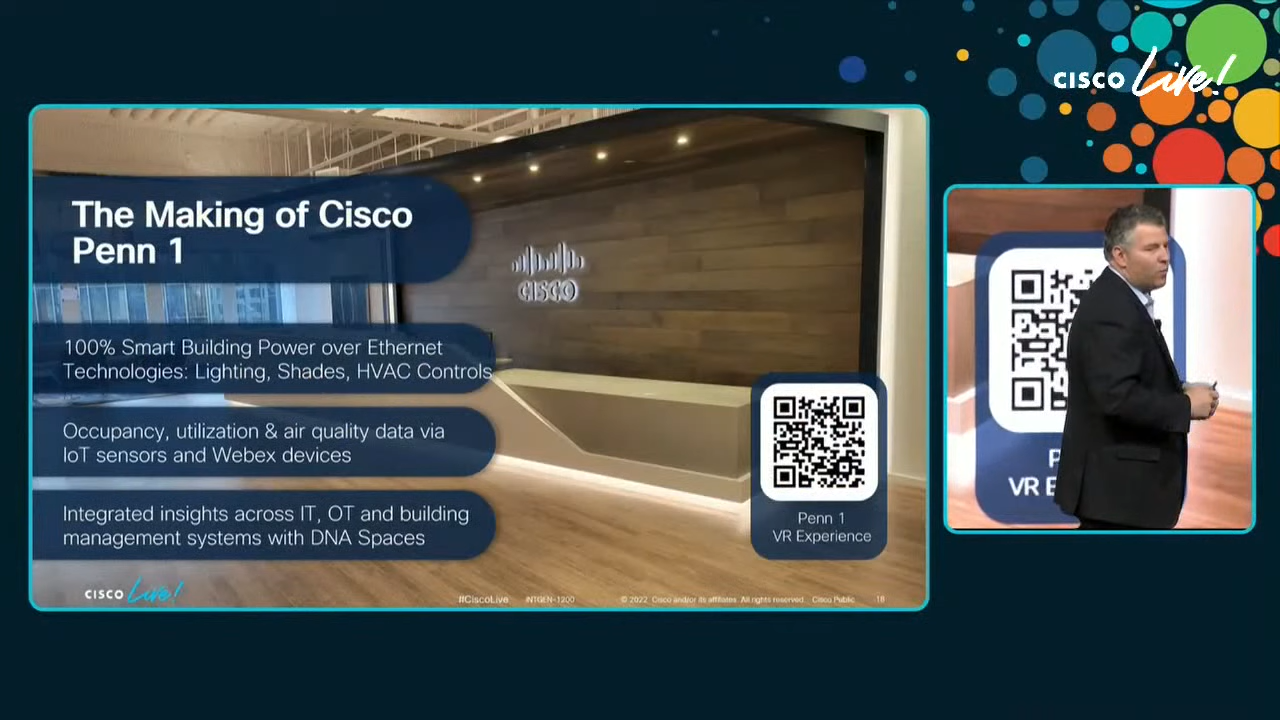 CISCO Live!
The Making of Cisco
Penn 1
CISCO
100% Smart Building Power over Ethernet
Technologies: Lighting, Shades, HVAC Controls
Occupancy, utilization & air quality data via
IoT sensors and Webex devices
Integrated insights across IT, OT and building
management systems with DNA Spaces
Penn 1
VR Experience
CISCO Live!
#CiscoLive
INTGEN-1200
© 2022 Cisco and/or its affiliates. All rights reserved. Cisco Public
18
P
VR E